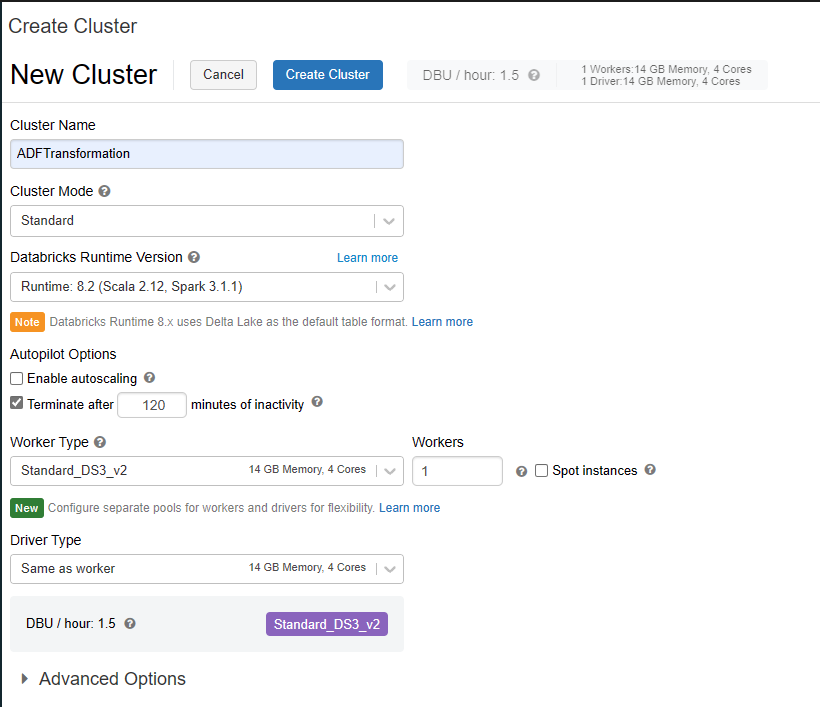 Create Cluster
New Cluster
Cancel
Create Cluster
DBU / hour: 1.5 ?
1 Workers:14 GB Memory, 4 Cores
1 Driver:14 GB Memory, 4 Cores
Cluster Name
ADFTransformation
Cluster Mode ?
Standard
Databricks Runtime Version ? Learn more
Runtime: 8.2 (Scala 2.12, Spark 3.1.1)
Note Databricks Runtime 8.x uses Delta Lake as the default table format. Learn more
Autopilot Options
Enable autoscaling ?
Terminate after 120 minutes of inactivity ?
Worker Type ? Workers
Standard_DS3_v2 14 GB Memory, 4 Cores 1 ? Spot instances ?
New Configure separate pools for workers and drivers for flexibility. Learn more
Driver Type
Same as worker 14 GB Memory, 4 Cores
DBU / hour: 1.5 ? Standard_DS3_v2
Advanced Options